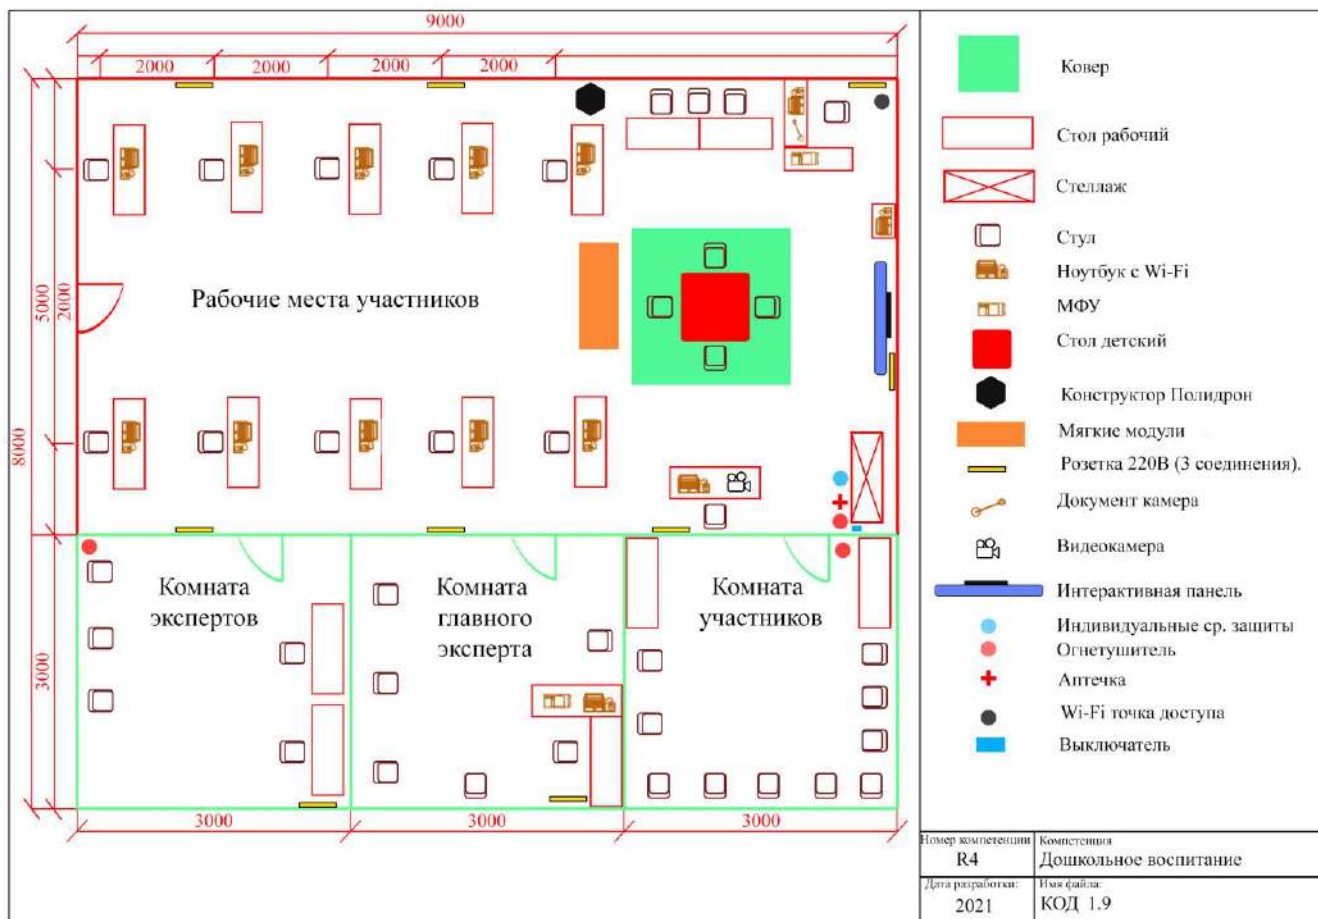 9000
2000
2000
2000
2000
5000
2000
8000
3000
Рабочие места участников
Комната
экспертов
Комната
главного
эксперта
Комната
участников
3000
3000
3000
Ковер
Стол рабочий
Стеллаж
Стул
Ноутбук с Wi-Fi
МФУ
Стол детский
Конструктор Полидрон
Мягкие модули
Розетка 220В (3 соединения).
Документ камера
Видеокамера
Интерактивная панель
Индивидуальные ср. защиты
Огнетушитель
Аптечка
Wi-Fi точка доступа
Выключатель
Номер компетенции
R4
Компетенция
Дошкольное воспитание
Дата разработки:
2021
Имя файла:
КОД 1.9